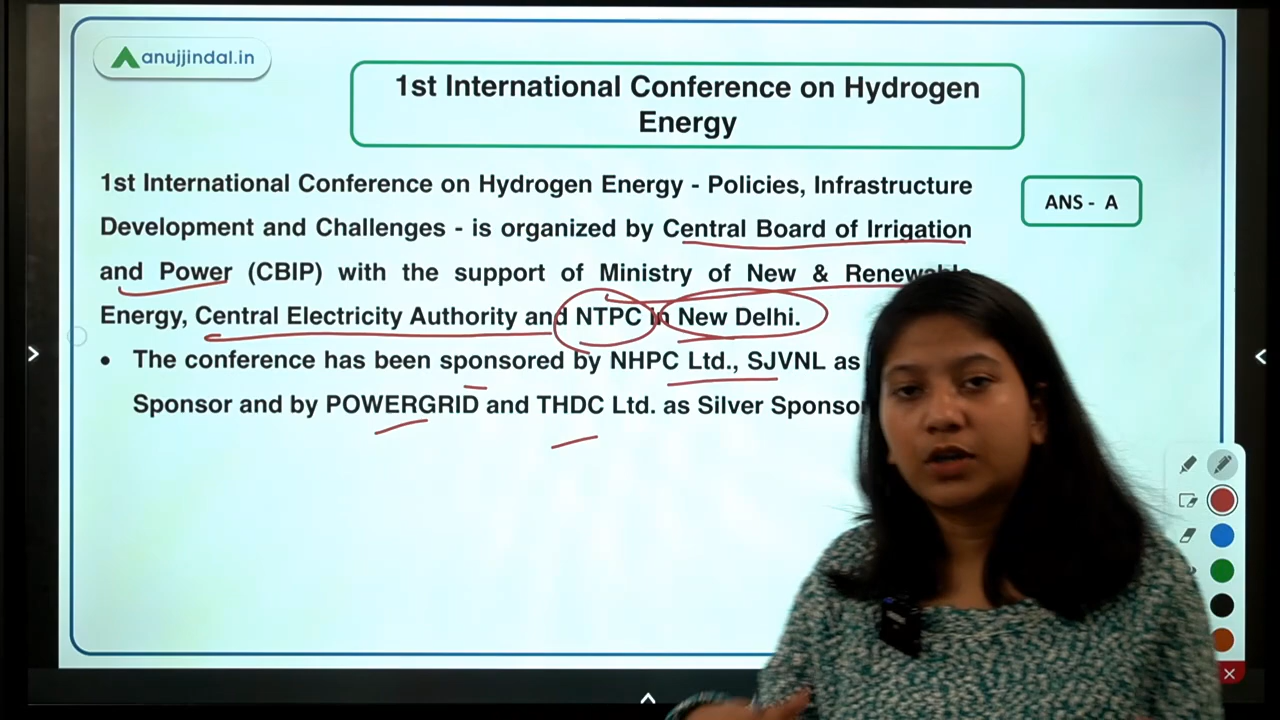 anujjindal.in
1st International Conference on Hydrogen
Energy
1st International Conference on Hydrogen Energy - Policies, Infrastructure
Development and Challenges - is organized by Central Board of Irrigation
and Power (CBIP) with the support of Ministry of New & Renewable
Energy, Central Electricity Authority and NTPC in New Delhi.
• The conference has been sponsored by NHPC Ltd., SJVNL as
Sponsor and by POWERGRID and THDC Ltd. as Silver Sponsor
ANS - A